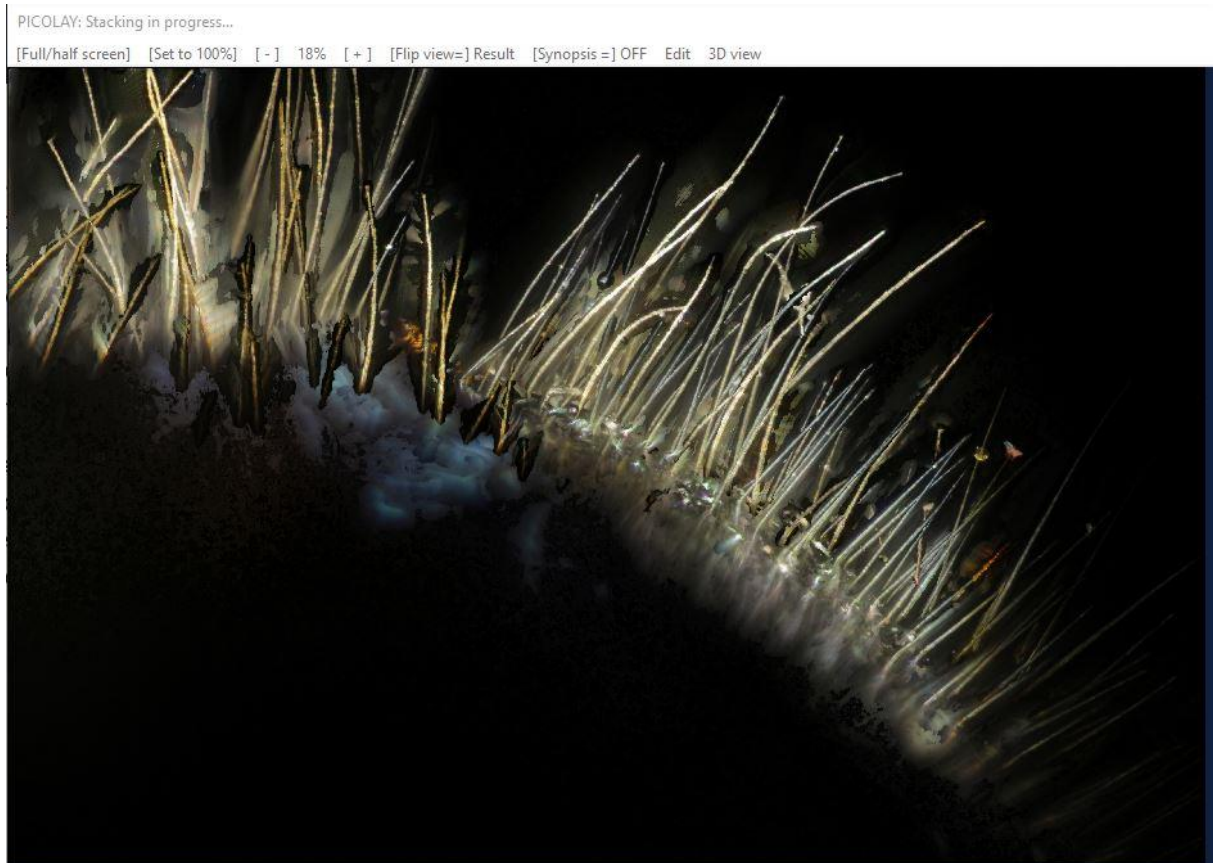 PICOLAY: Stacking in progress...
[Full/half screen] [Set to 100%] [ - ] 18% [ + ] [Flip view=] Result [Synopsis =] OFF Edit 3D view